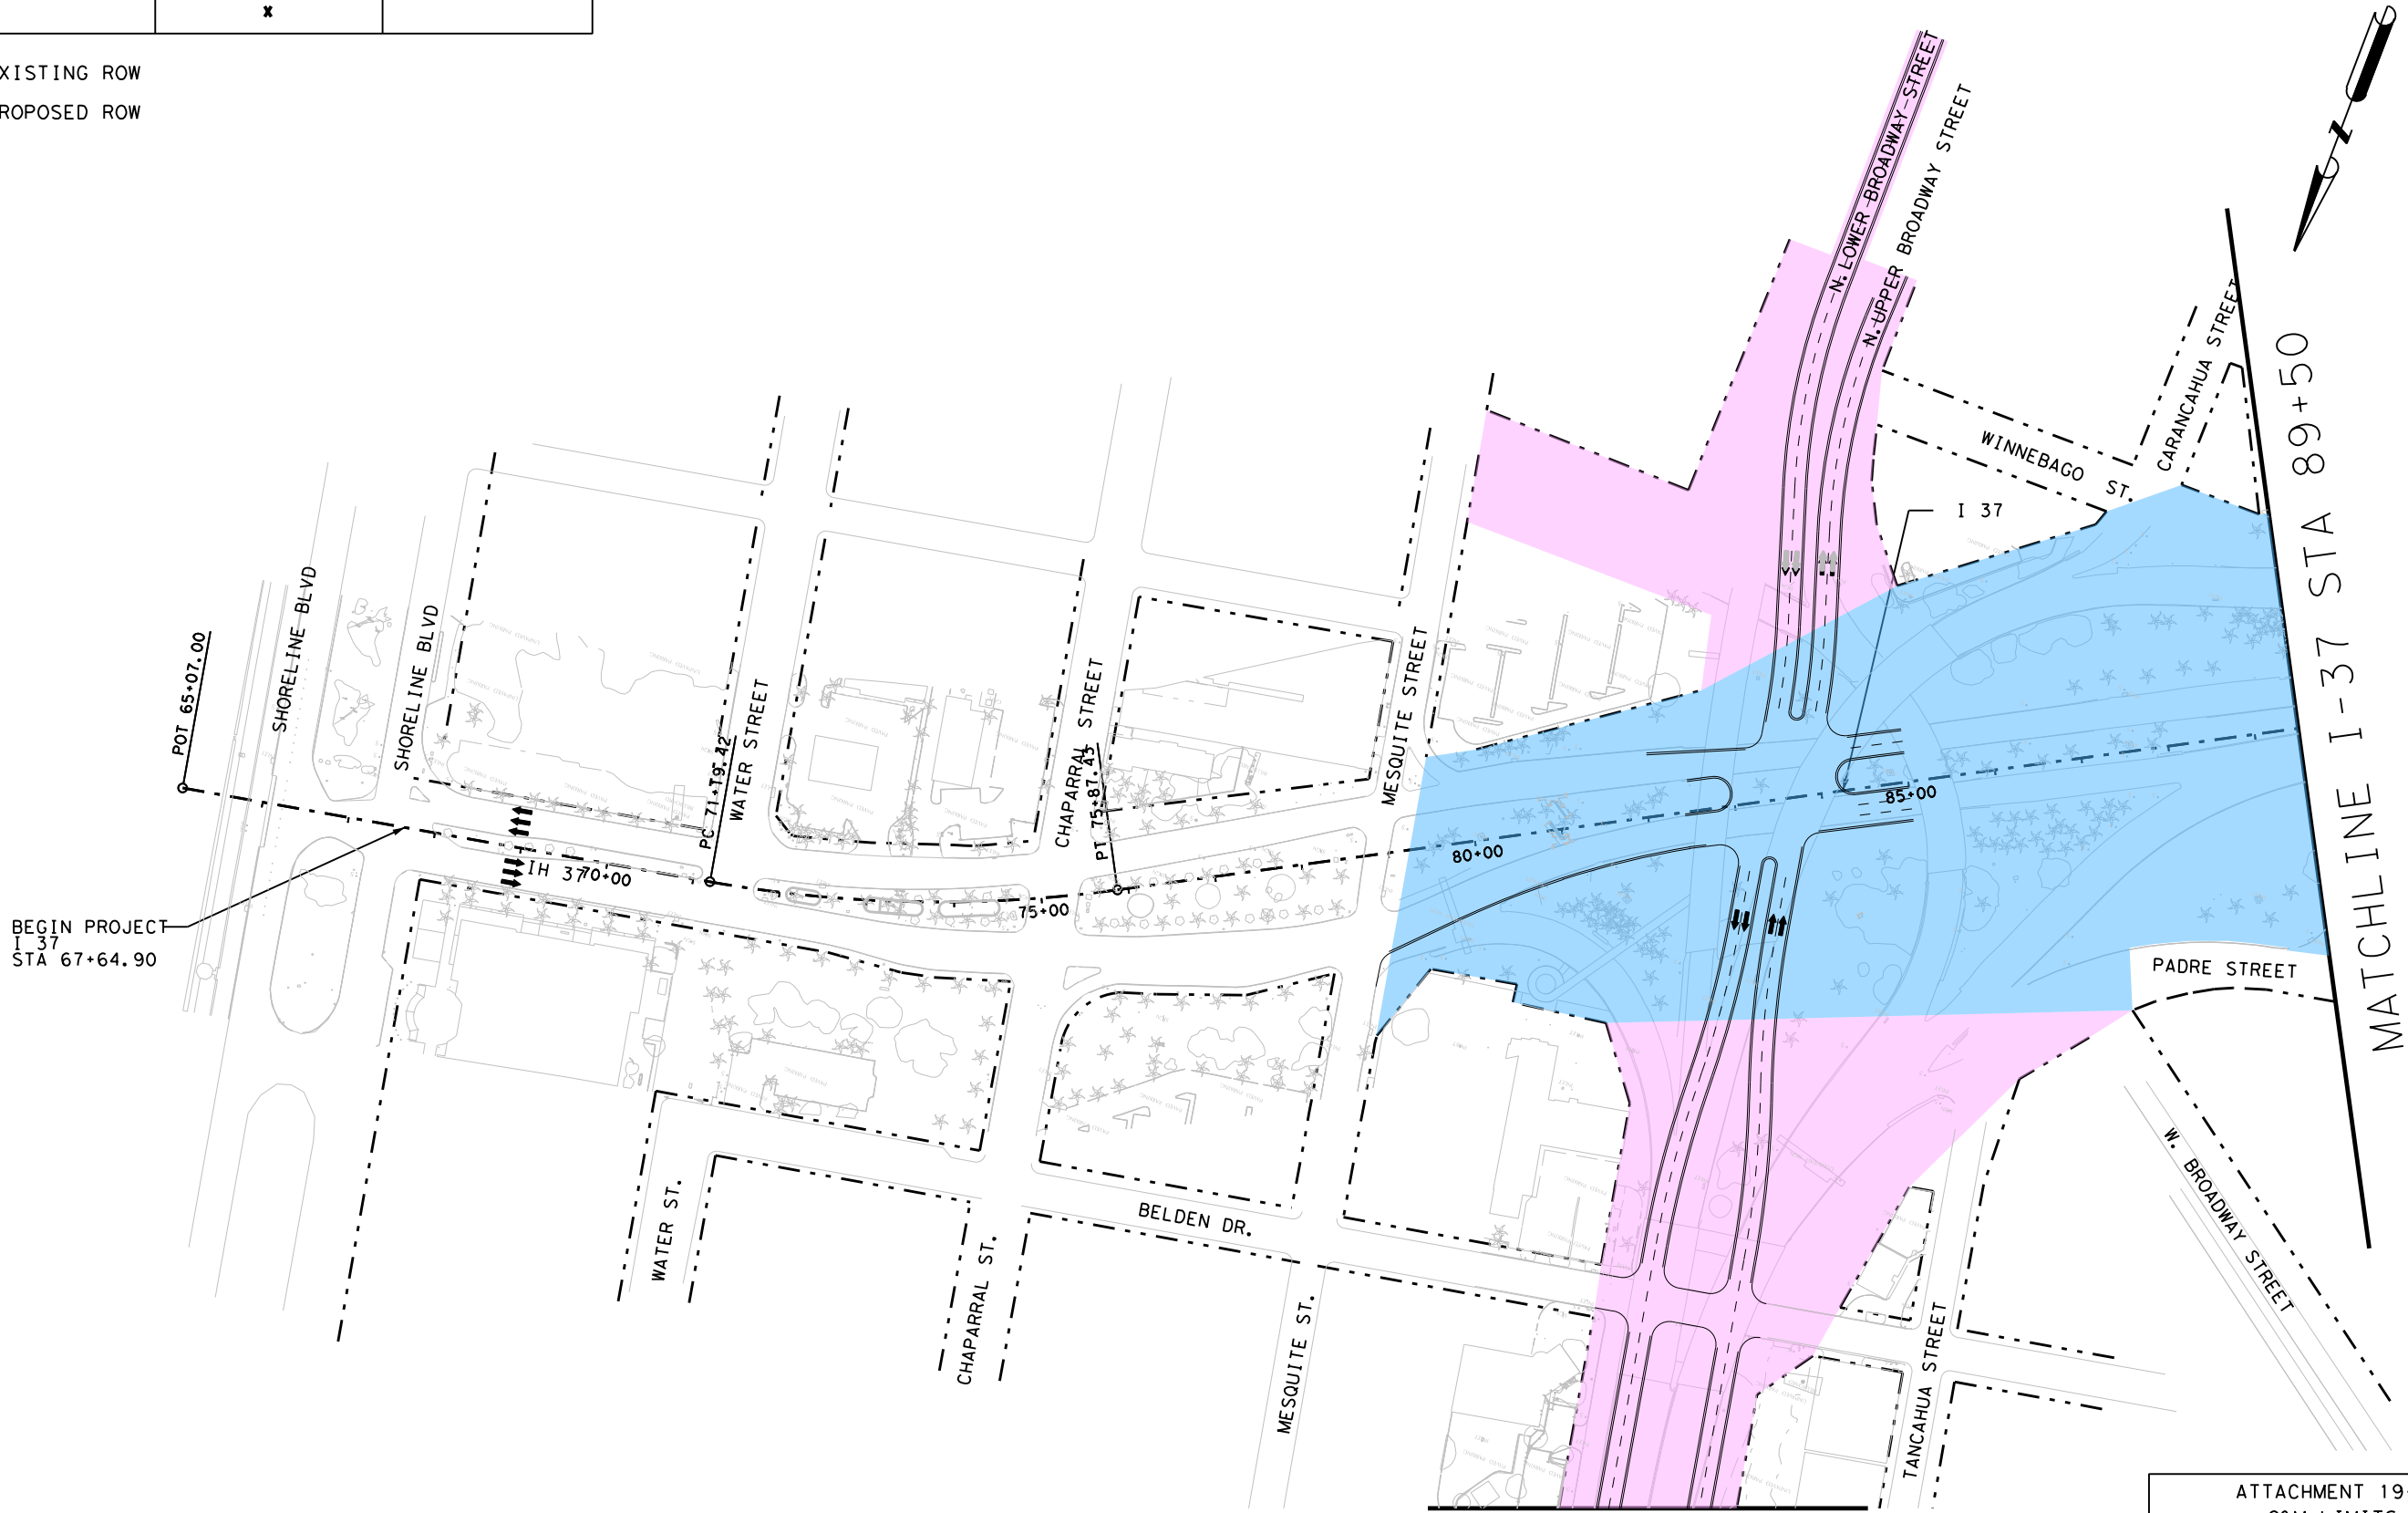 x
XISTING ROW
ROPOSED ROW
N. LOWER BROADWAY STREET
N. UPPER BROADWAY STREET
N
CARANCAHUA STREET
WINNEBAGO ST.
I 37
MATCHLINE I-37 STA 89+50
POT 65+07.00
SHORELINE BLVD
SHORELINE BLVD
PC 71+79.42
WATER STREET
CHAPARRAL STREET
PT 75+87.43
MESQUITE STREET
IH 37
70+00
75+00
80+00
85+00
BEGIN PROJECT
I 37
STA 67+64.90
PADRE STREET
W. BROADWAY STREET
WATER ST.
CHAPARRAL ST.
BELDEN DR.
MESQUITE ST.
TANCAHUA STREET
ATTACHMENT 19